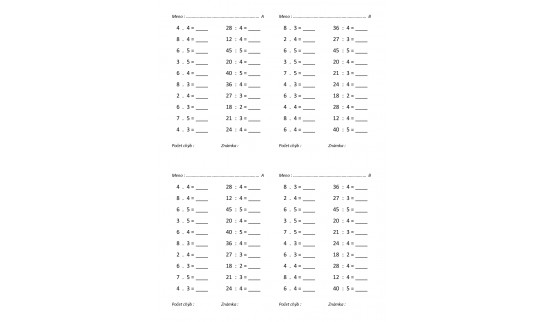 Meno : A
4 . 4 = ____ 28 : 4 = ____
8 . 4 = ____ 12 : 4 = ____
6 . 5 = ____ 45 : 5 = ____
3 . 5 = ____ 20 : 4 = ____
6 . 4 = ____ 40 : 5 = ____
8 . 3 = ____ 36 : 4 = ____
2 . 4 = ____ 27 : 3 = ____
6 . 3 = ____ 18 : 2 = ____
7 . 5 = ____ 21 : 3 = ____
4 . 3 = ____ 24 : 4 = ____
Počet chýb : Známka :
Meno : B
8 . 3 = ____ 36 : 4 = ____
2 . 4 = ____ 27 : 3 = ____
6 . 5 = ____ 45 : 5 = ____
3 . 5 = ____ 20 : 4 = ____
7 . 5 = ____ 21 : 3 = ____
4 . 3 = ____ 24 : 4 = ____
6 . 3 = ____ 18 : 2 = ____
4 . 4 = ____ 28 : 4 = ____
8 . 4 = ____ 12 : 4 = ____
6 . 4 = ____ 40 : 5 = ____
Počet chýb : Známka :
Meno : A
4 . 4 = ____ 28 : 4 = ____
8 . 4 = ____ 12 : 4 = ____
6 . 5 = ____ 45 : 5 = ____
3 . 5 = ____ 20 : 4 = ____
6 . 4 = ____ 40 : 5 = ____
8 . 3 = ____ 36 : 4 = ____
2 . 4 = ____ 27 : 3 = ____
6 . 3 = ____ 18 : 2 = ____
7 . 5 = ____ 21 : 3 = ____
4 . 3 = ____ 24 : 4 = ____
Počet chýb : Známka :
Meno : B
8 . 3 = ____ 36 : 4 = ____
2 . 4 = ____ 27 : 3 = ____
6 . 5 = ____ 45 : 5 = ____
3 . 5 = ____ 20 : 4 = ____
7 . 5 = ____ 21 : 3 = ____
4 . 3 = ____ 24 : 4 = ____
6 . 3 = ____ 18 : 2 = ____
4 . 4 = ____ 28 : 4 = ____
8 . 4 = ____ 12 : 4 = ____
6 . 4 = ____ 40 : 5 = ____
Počet chýb : Známka :